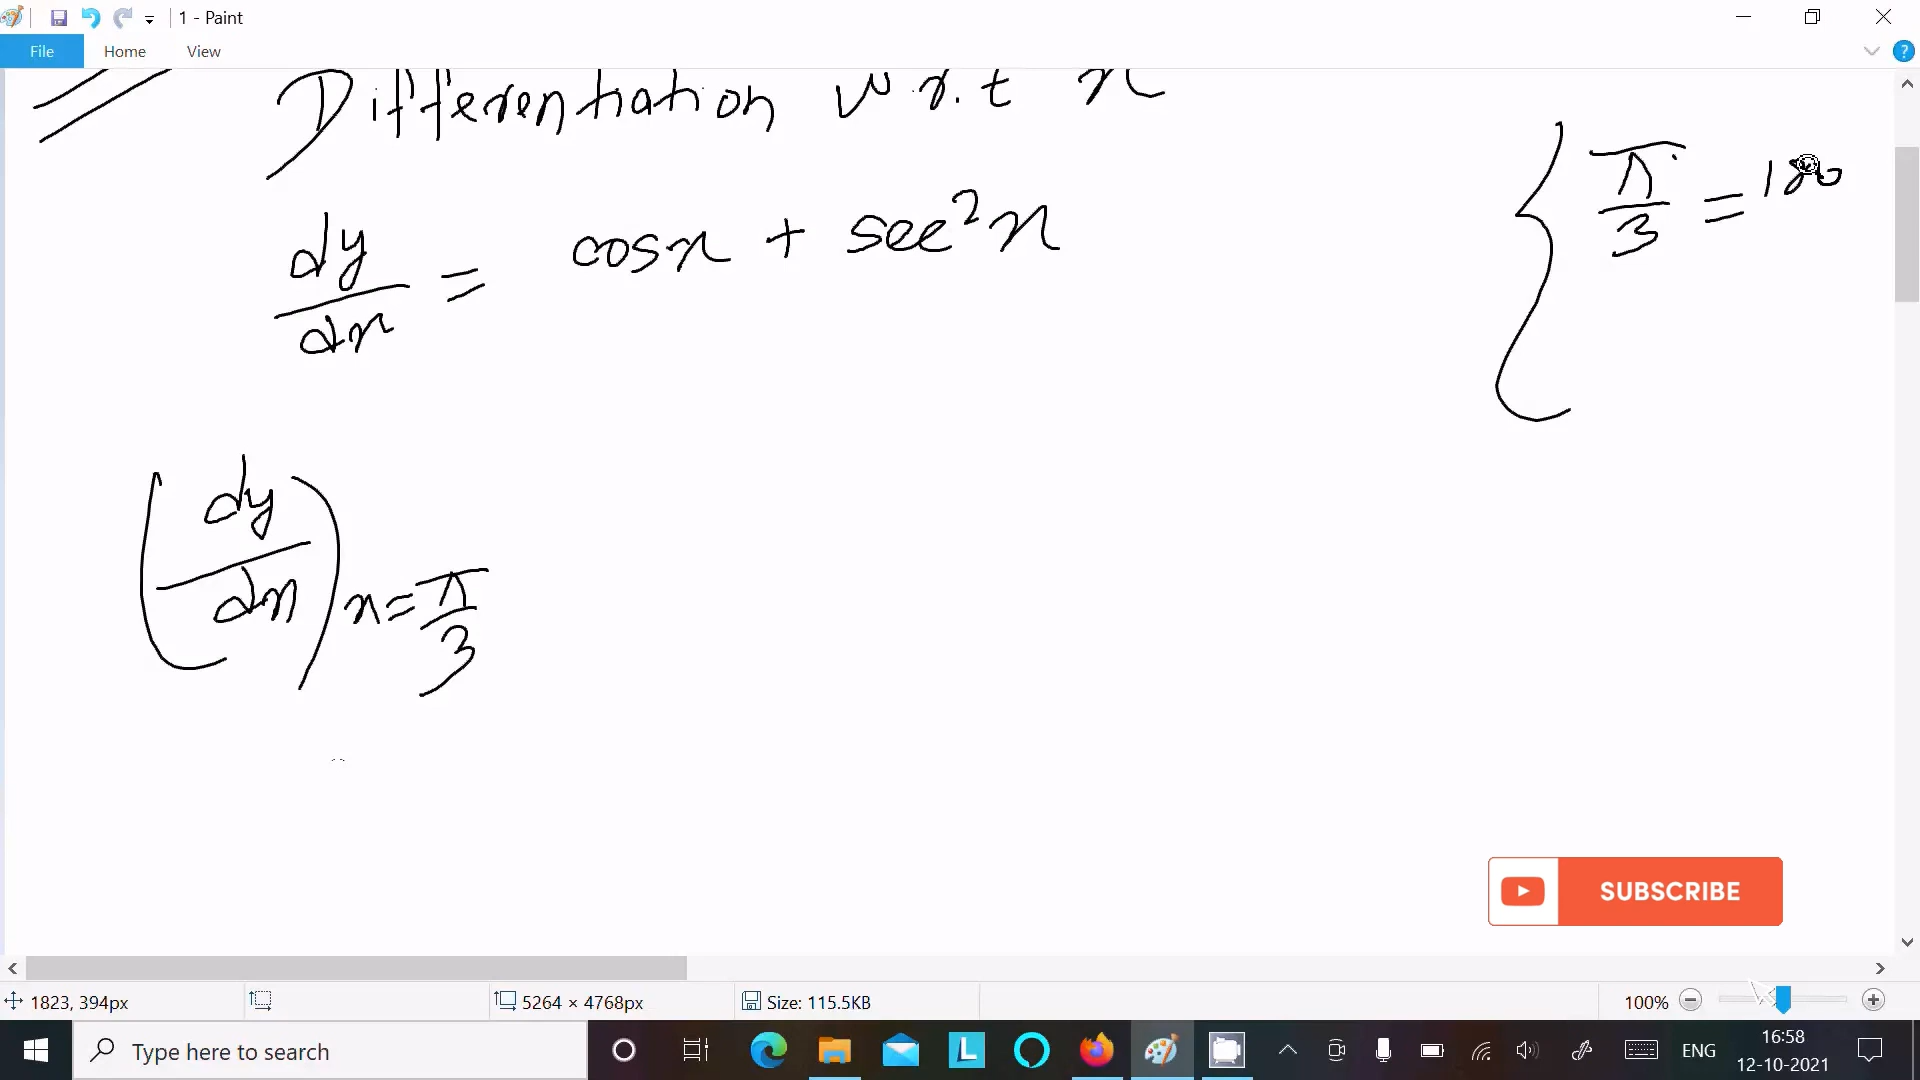 1 - Paint
File Home View
Differentiation w.r.t x
dy/dx = cosx + sec²x
π/3 = 180
(dy/dx) x = π/3
SUBSCRIBE
1823, 394px 5264 × 4768px Size: 115.5KB 100%
Type here to search
L
ENG
16:58
12-10-2021